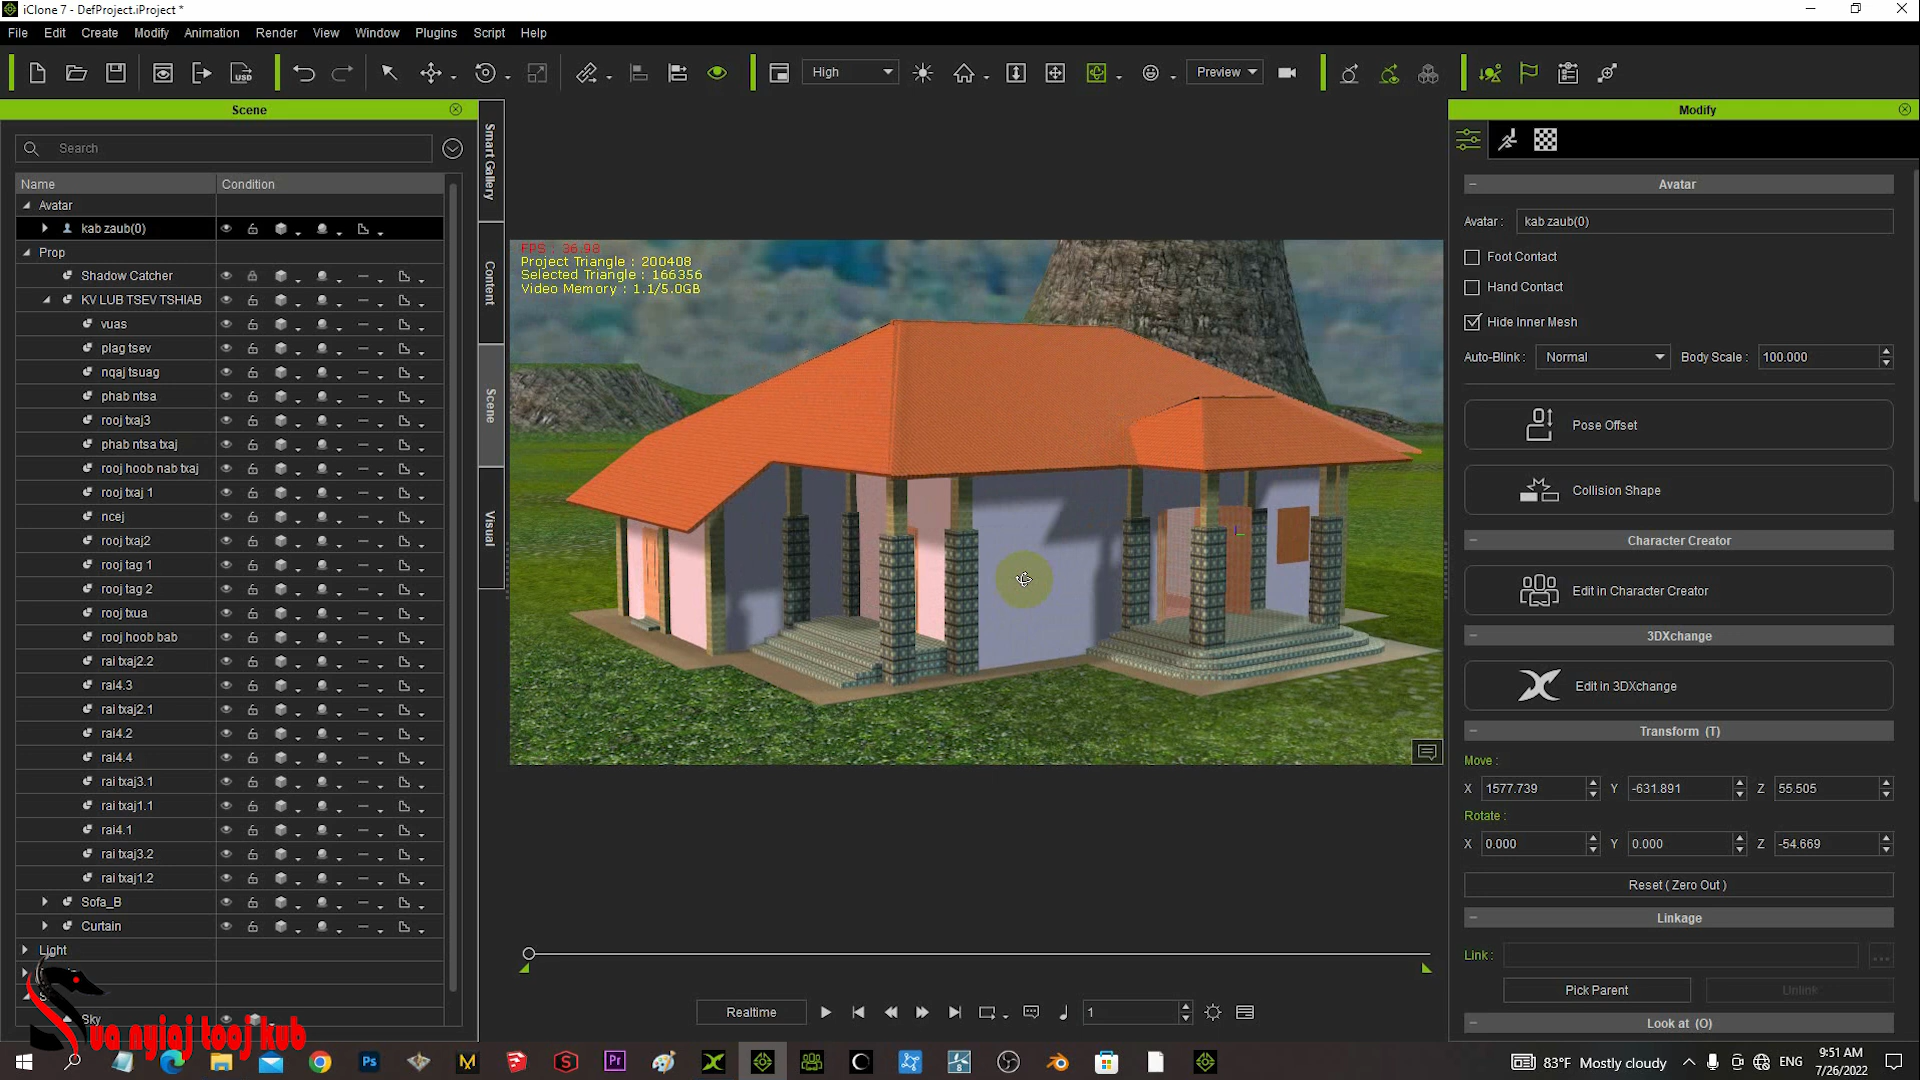 iClone 7 - DefProject.iProject *
File Edit Create Modify Animation Render View Window Plugins Script Help
USD High Preview
Scene
Search
Name Condition
Avatar
kab zaub(0)
Prop
Shadow Catcher
KV LUB TSEV TSHIAB
vuas
plag tsev
nqaj tsuag
phab ntsa
rooj txaj3
phab ntsa txaj
rooj hoob nab txaj
rooj txaj 1
ncej
rooj txaj2
rooj tag 1
rooj tag 2
rooj txua
rooj hoob bab
rai txaj2.2
rai4.3
rai txaj2.1
rai4.2
rai4.4
rai txaj3.1
rai txaj1.1
rai4.1
rai txaj3.2
rai txaj1.2
Sofa_B
Curtain
Light
Sky
Sua nyiaj tooj kub
Smart Gallery
Content
Scene
Visual
FPS : 36.98
Project Triangle : 200408
Selected Triangle : 166356
Video Memory : 1.1/5.0GB
Realtime 1
Modify
Avatar
Avatar : kab zaub(0)
Foot Contact
Hand Contact
Hide Inner Mesh
Auto-Blink : Normal Body Scale : 100.000
Pose Offset
Collision Shape
Character Creator
Edit in Character Creator
3DXchange
Edit in 3DXchange
Transform (T)
Move :
X 1577.739 Y -631.891 Z 55.505
Rotate :
X 0.000 Y 0.000 Z -54.669
Reset ( Zero Out )
Linkage
Link : ...
Pick Parent Unlink
Look at (O)
Ps M S Pr C 8
83°F Mostly cloudy ENG 9:51 AM
7/26/2022